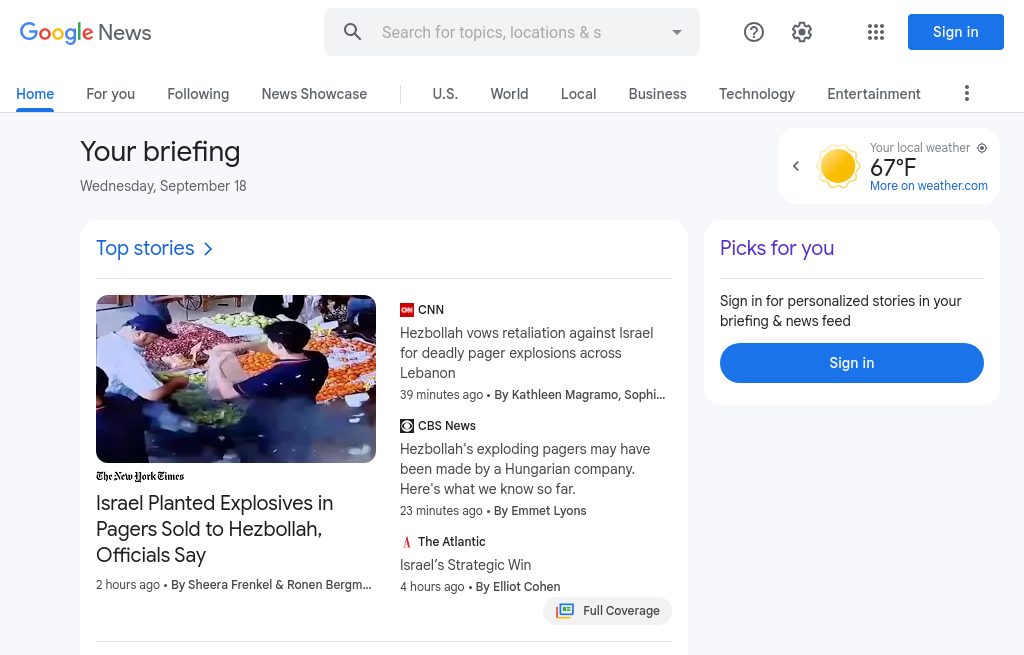 Google News
Search for topics, locations & s
Sign in
Home For you Following News Showcase U.S. World Local Business Technology Entertainment
Your briefing
Wednesday, September 18
Your local weather
67°F
More on weather.com
Top stories
The New York Times
Israel Planted Explosives in
Pagers Sold to Hezbollah,
Officials Say
2 hours ago • By Sheera Frenkel & Ronen Bergm…
CNN
CNN
Hezbollah vows retaliation against Israel
for deadly pager explosions across
Lebanon
39 minutes ago • By Kathleen Magramo, Sophi…
CBS News
Hezbollah's exploding pagers may have
been made by a Hungarian company.
Here's what we know so far.
23 minutes ago • By Emmet Lyons
A The Atlantic
Israel’s Strategic Win
4 hours ago • By Elliot Cohen
Full Coverage
Picks for you
Sign in for personalized stories in your
briefing & news feed
Sign in